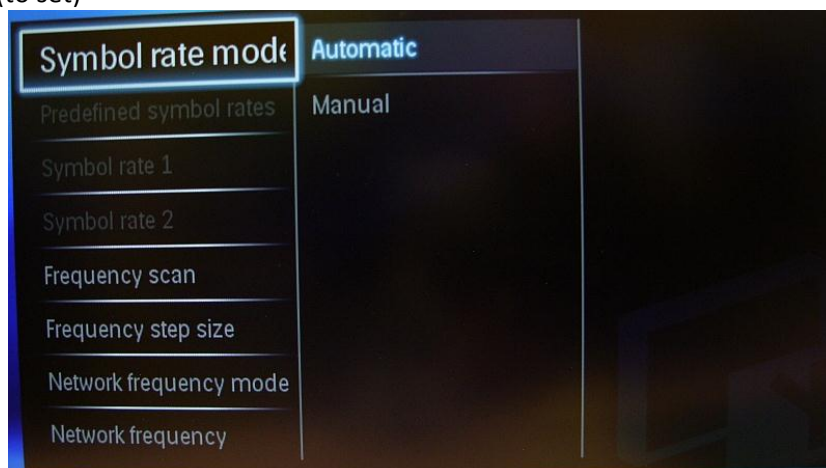 (to set)
Symbol rate mode
Automatic
Predefined symbol rates
Manual
Symbol rate 1
Symbol rate 2
Frequency scan
Frequency step size
Network frequency mode
Network frequency